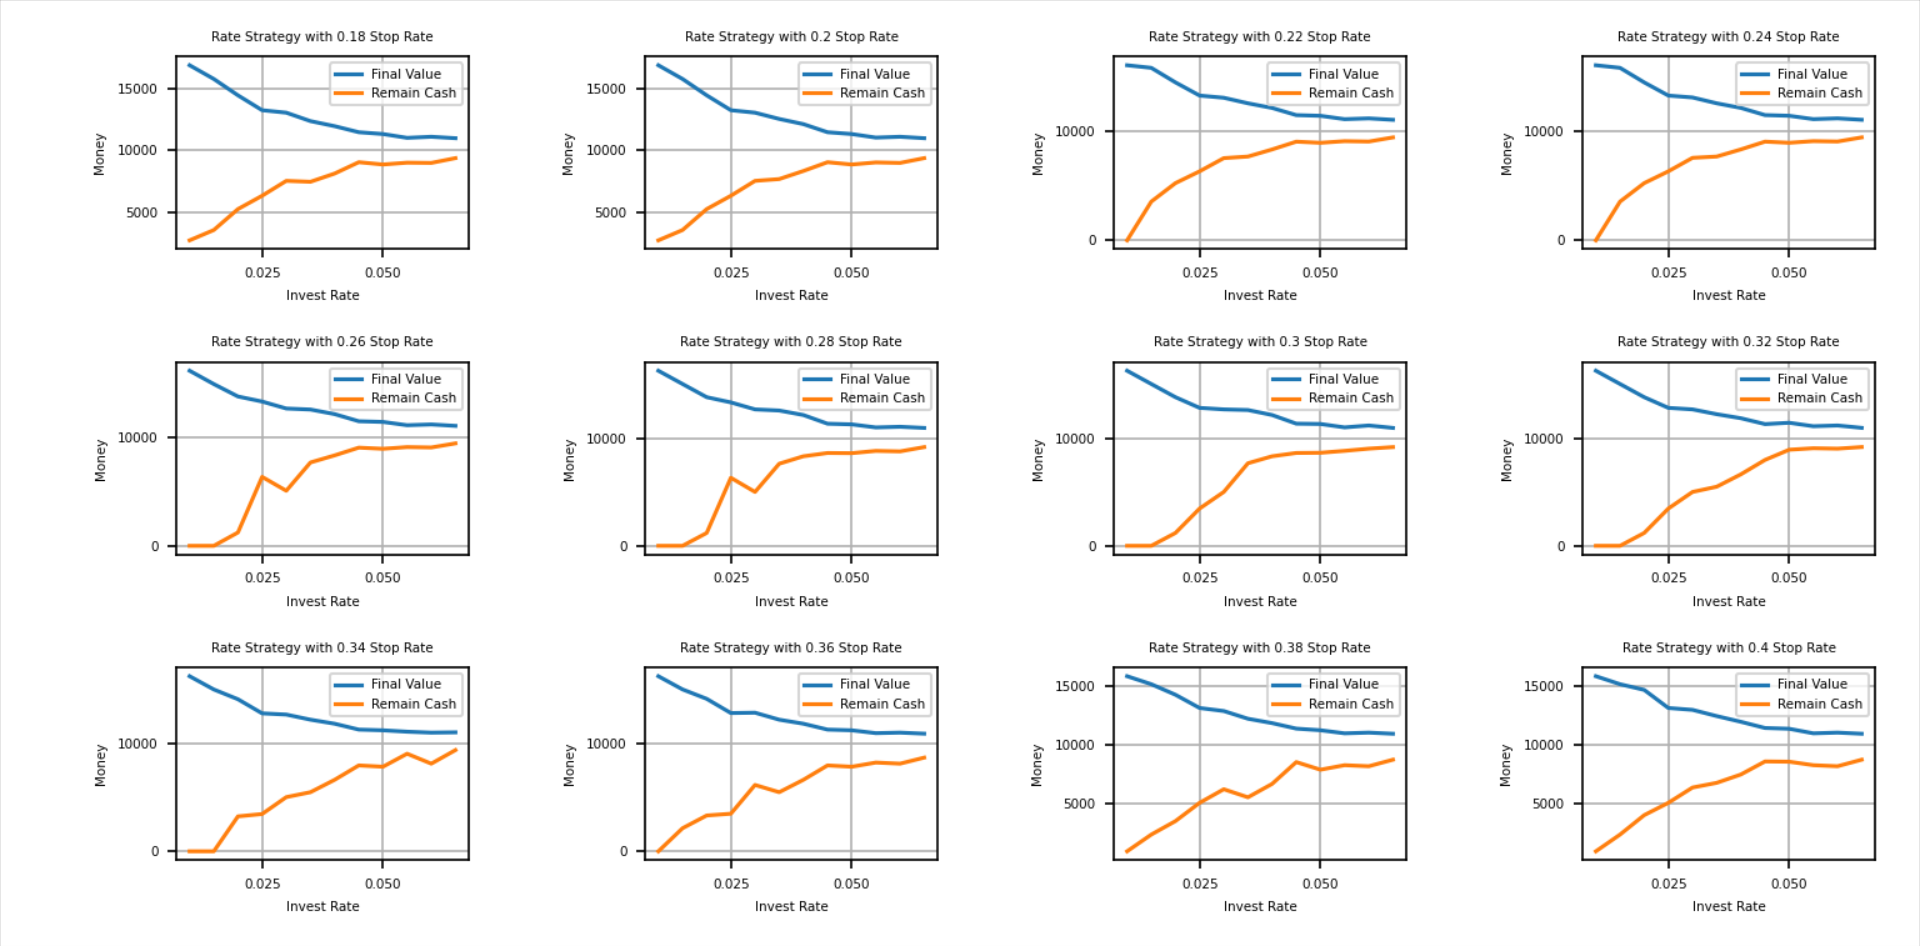 Rate Strategy with 0.18 Stop Rate
Final Value
Remain Cash
15000
10000
5000
Money
0.025
0.050
Invest Rate
Rate Strategy with 0.2 Stop Rate
Final Value
Remain Cash
15000
10000
5000
Money
0.025
0.050
Invest Rate
Rate Strategy with 0.22 Stop Rate
Final Value
Remain Cash
10000
0
Money
0.025
0.050
Invest Rate
Rate Strategy with 0.24 Stop Rate
Final Value
Remain Cash
10000
0
Money
0.025
0.050
Invest Rate
Rate Strategy with 0.26 Stop Rate
Final Value
Remain Cash
10000
0
Money
0.025
0.050
Invest Rate
Rate Strategy with 0.28 Stop Rate
Final Value
Remain Cash
10000
0
Money
0.025
0.050
Invest Rate
Rate Strategy with 0.3 Stop Rate
Final Value
Remain Cash
10000
0
Money
0.025
0.050
Invest Rate
Rate Strategy with 0.32 Stop Rate
Final Value
Remain Cash
10000
0
Money
0.025
0.050
Invest Rate
Rate Strategy with 0.34 Stop Rate
Final Value
Remain Cash
10000
0
Money
0.025
0.050
Invest Rate
Rate Strategy with 0.36 Stop Rate
Final Value
Remain Cash
10000
0
Money
0.025
0.050
Invest Rate
Rate Strategy with 0.38 Stop Rate
Final Value
Remain Cash
15000
10000
5000
Money
0.025
0.050
Invest Rate
Rate Strategy with 0.4 Stop Rate
Final Value
Remain Cash
15000
10000
5000
Money
0.025
0.050
Invest Rate